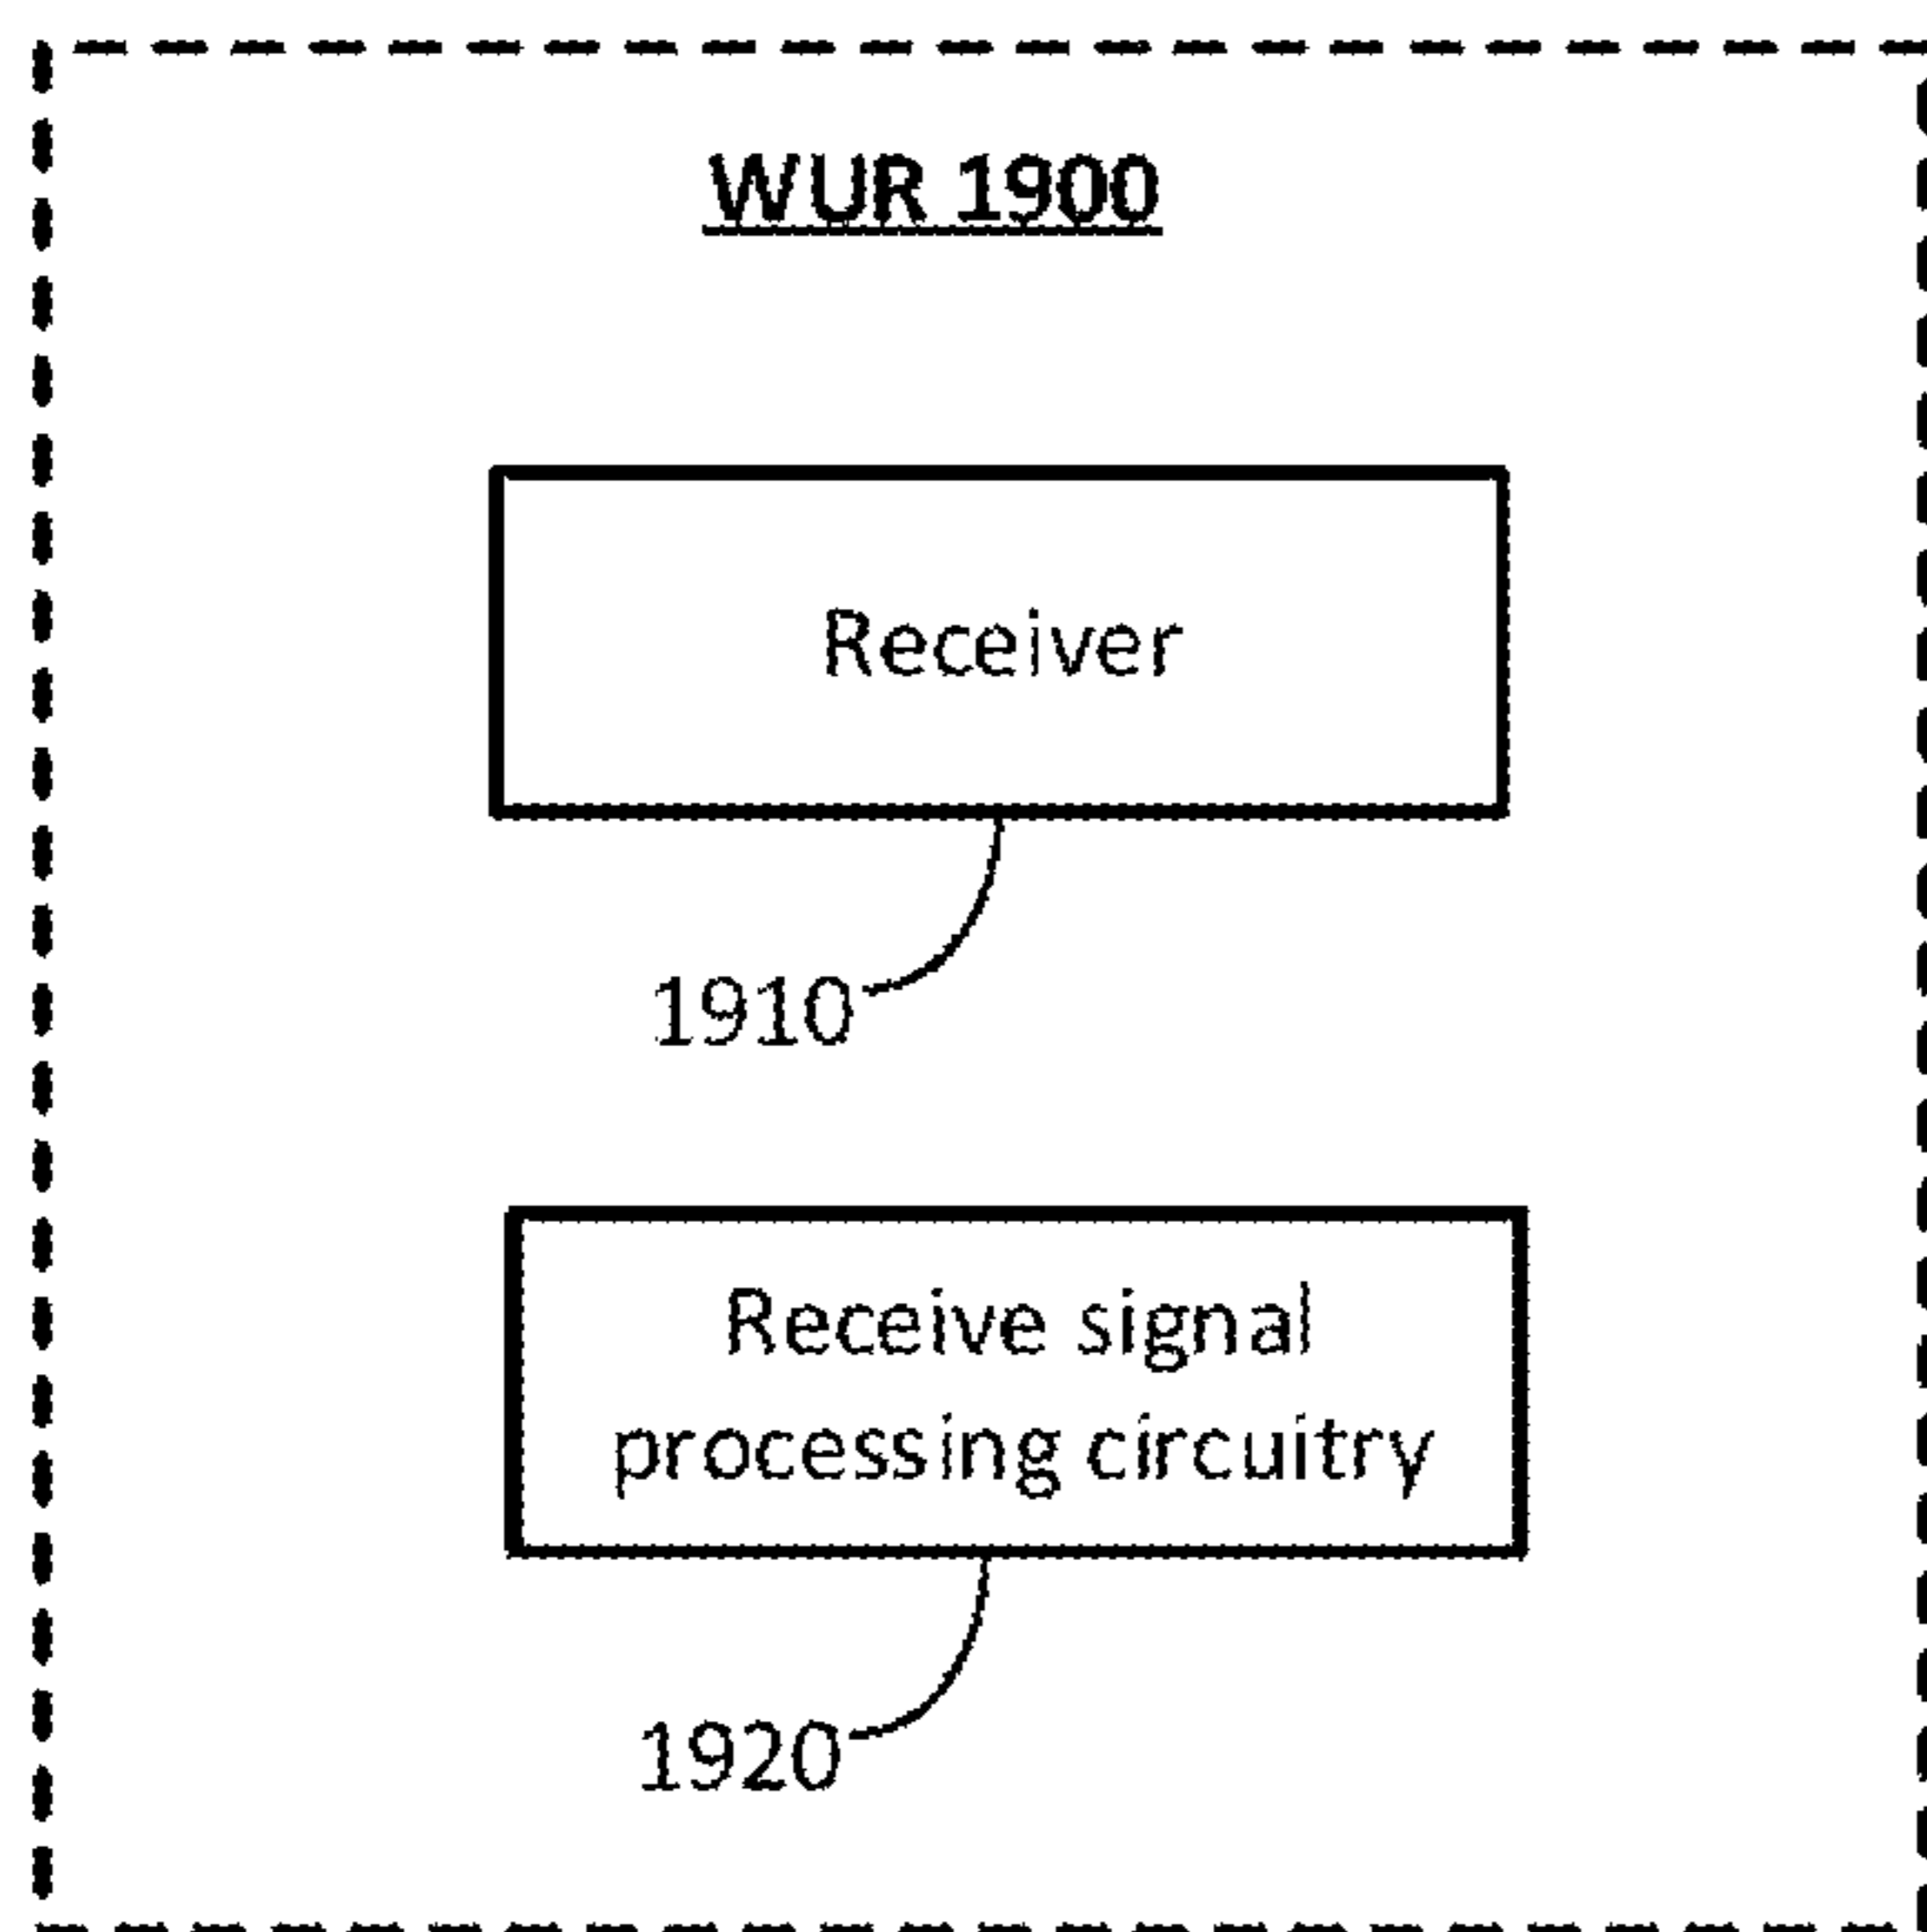 WUR 1900
Receiver
1910
Receive signal
processing circuitry
1920